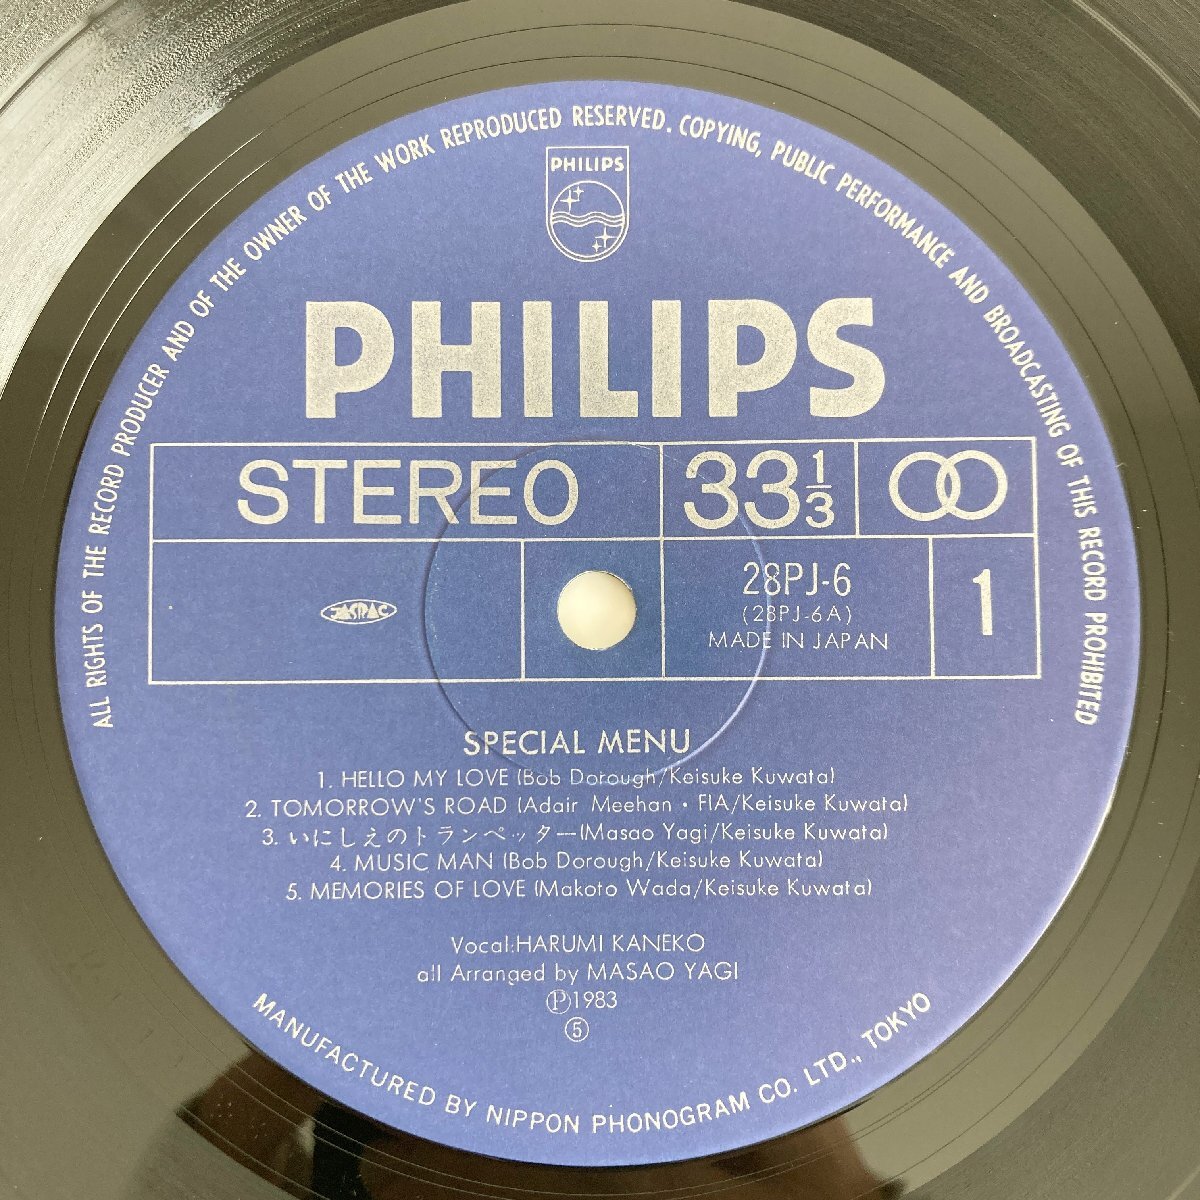 ALL RIGHTS OF THE RECORD PRODUCER AND OF THE OWNER OF THE WORK REPRODUCED RESERVED. COPYING, PUBLIC PERFORMANCE AND BROADCASTING OF THIS RECORD PROHIBITED
PHILIPS
PHILIPS
STEREO
33 1/3
JASRAC
28PJ-6
(28PJ-6A)
MADE IN JAPAN
1
SPECIAL MENU
1. HELLO MY LOVE (Bob Dorough/Keisuke Kuwata)
2. TOMORROW'S ROAD (Adair Meehan・FIA/Keisuke Kuwata)
3. いにしえのトランペッター(Masao Yagi/Keisuke Kuwata)
4. MUSIC MAN (Bob Dorough/Keisuke Kuwata)
5. MEMORIES OF LOVE (Makoto Wada/Keisuke Kuwata)
Vocal:HARUMI KANEKO
all Arranged by MASAO YAGI
Ⓟ1983
⑤
MANUFACTURED BY NIPPON PHONOGRAM CO. LTD., TOKYO